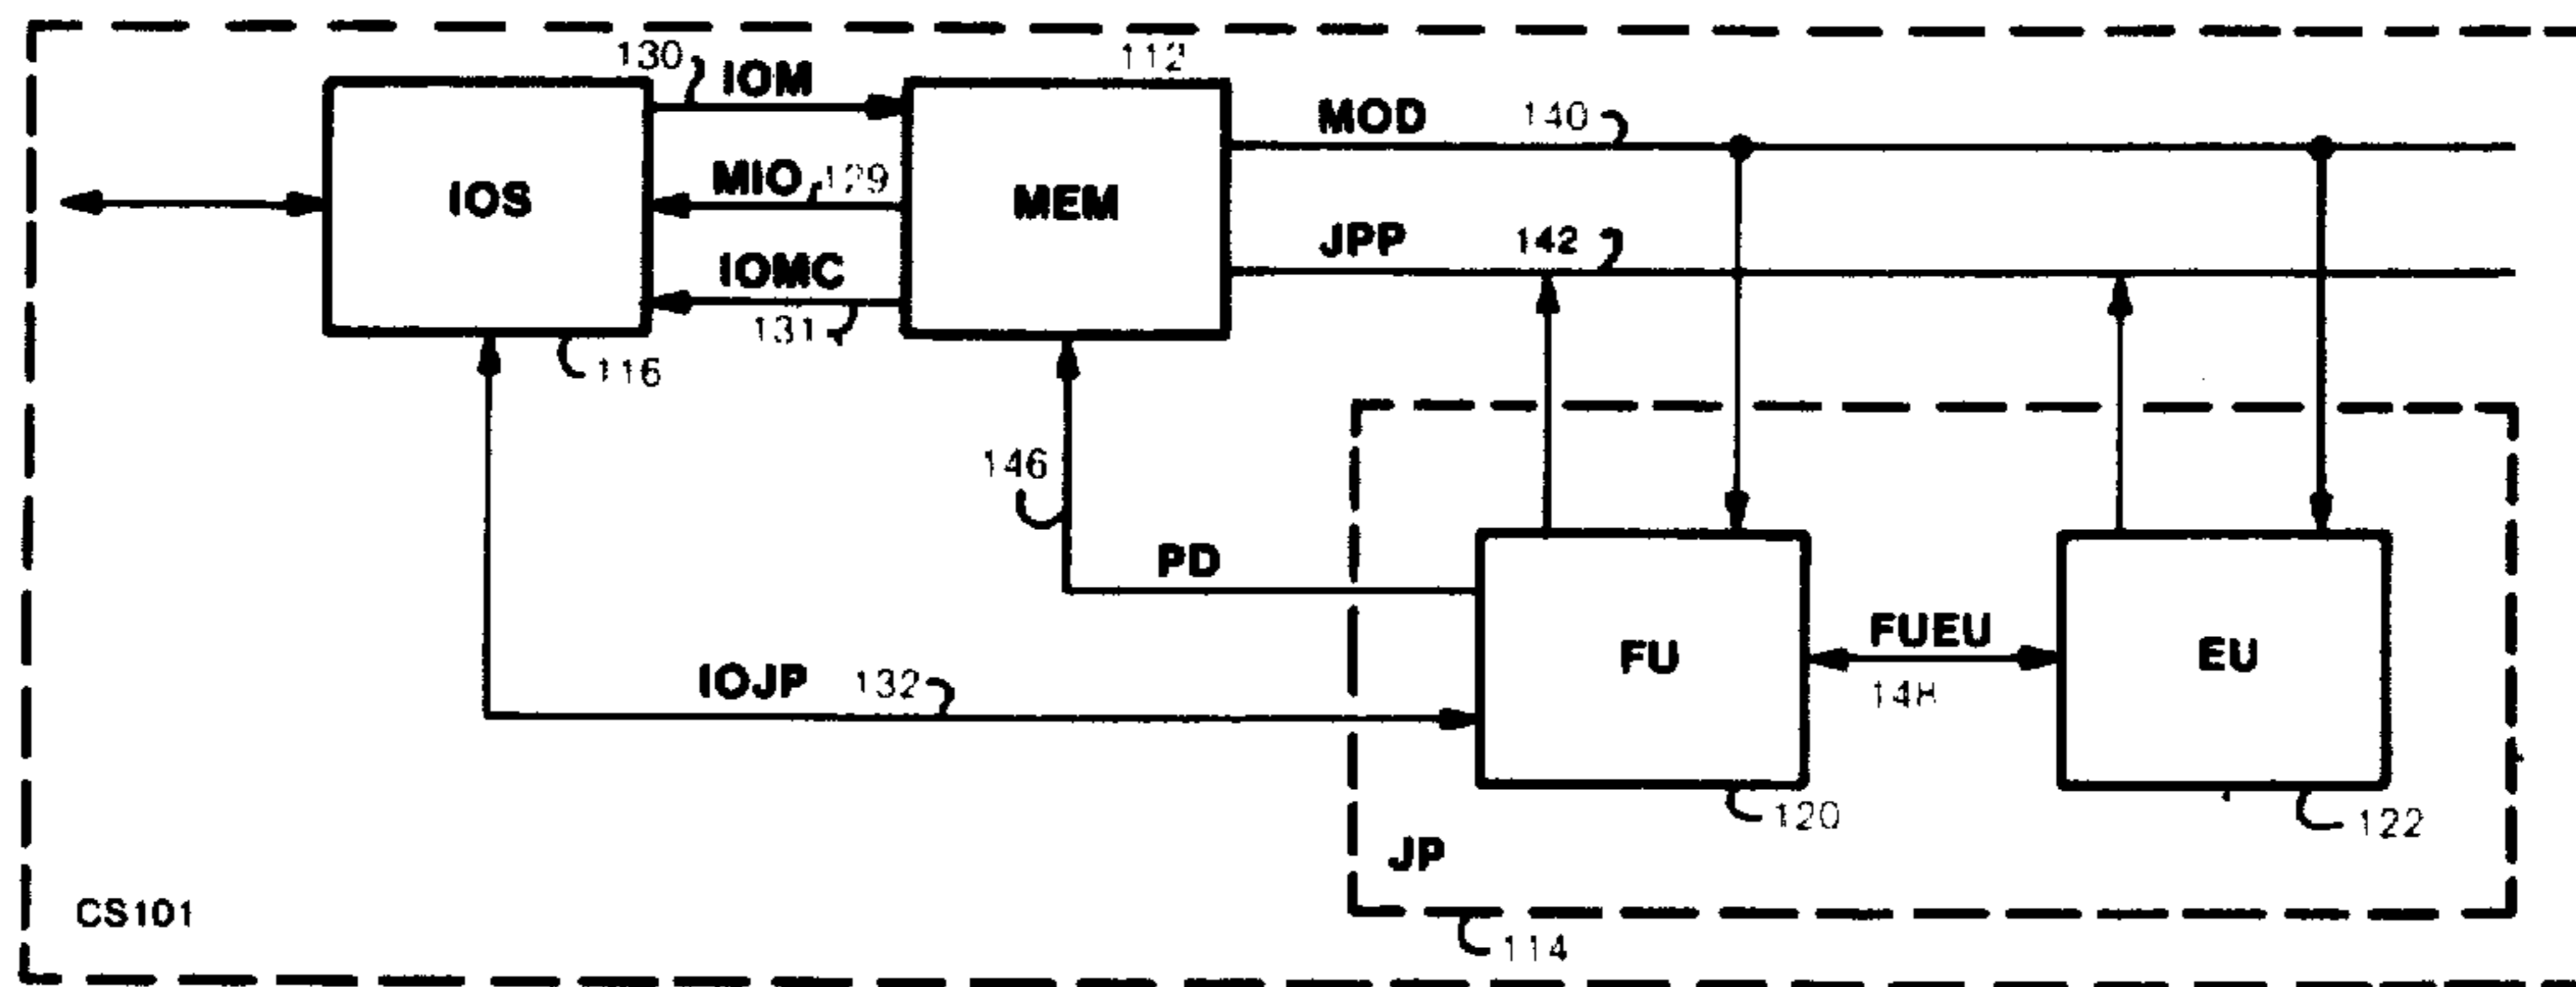 130
IOM
112
MOD
140
IOS
MIO
129
MEM
JPP
142
IOMC
131
116
146
PD
FU
FUEU
148
EU
IOJP
132
120
122
JP
CS101
114